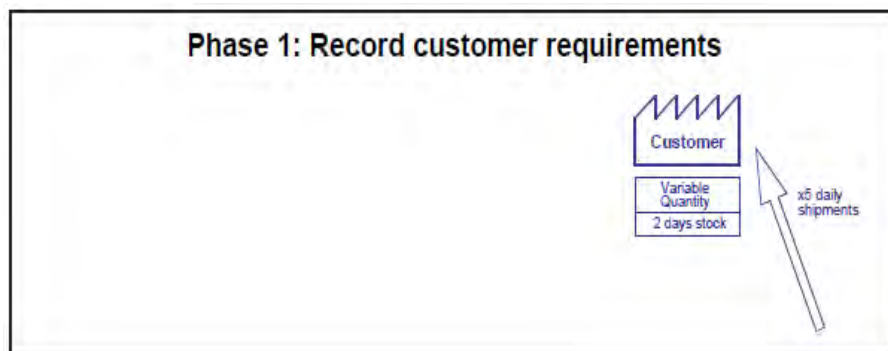 Phase 1: Record customer requirements
Customer
Variable
Quantity
2 days stock
x5 daily
shipments